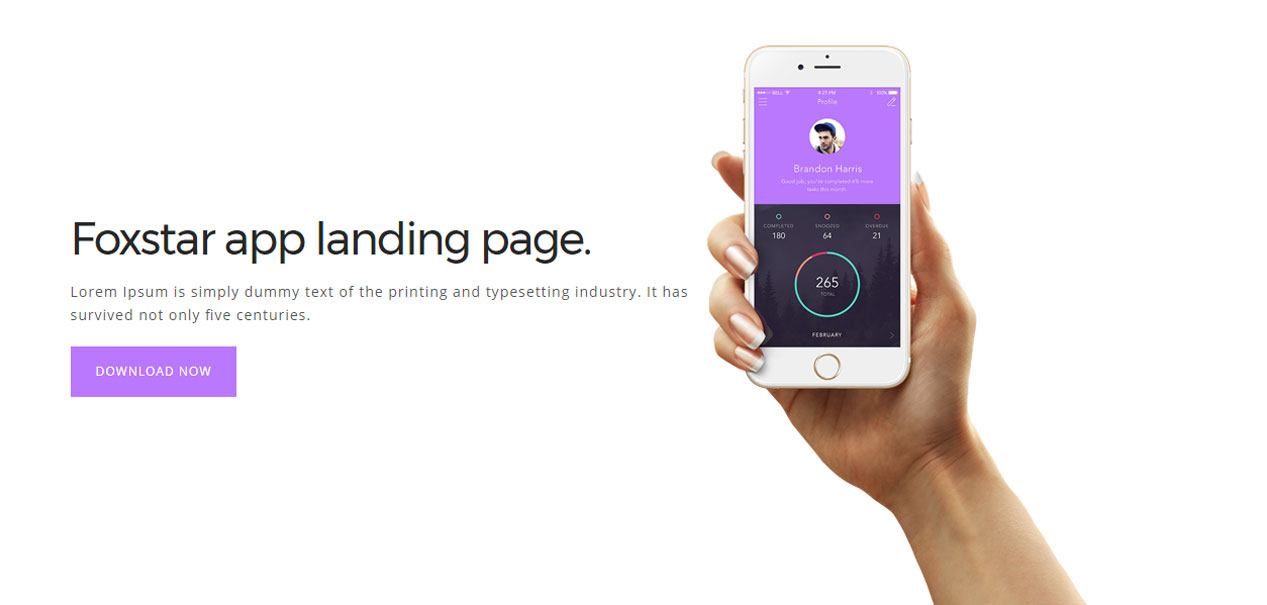 Foxstar app landing page.
Lorem Ipsum is simply dummy text of the printing and typesetting industry. It has
survived not only five centuries.
DOWNLOAD NOW
BELL 4:21 PM 100%
Profile
Brandon Harris
Good job, you've completed 4% more
tasks this month
COMPLETED SNOOZED OVERDUE
180 64 21
265
TOTAL
FEBRUARY